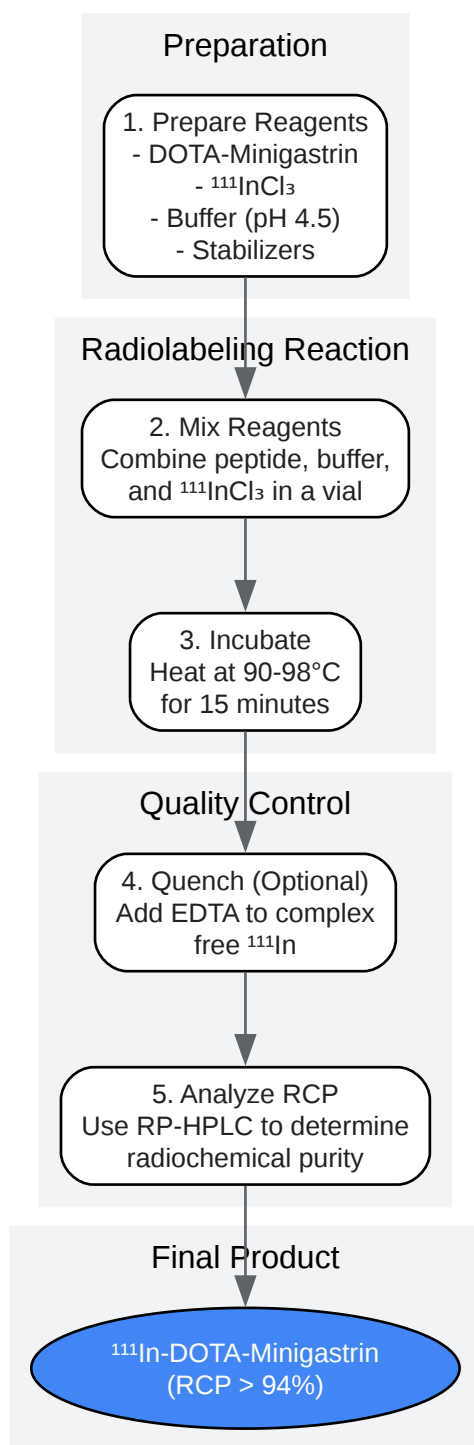 Preparation
1. Prepare Reagents
- DOTA-Minigastrin
- ¹¹¹InCl₃
- Buffer (pH 4.5)
- Stabilizers
Radiolabeling Reaction
2. Mix Reagents
Combine peptide, buffer,
and ¹¹¹InCl₃ in a vial
3. Incubate
Heat at 90-98°C
for 15 minutes
Quality Control
4. Quench (Optional)
Add EDTA to complex
free ¹¹¹In
5. Analyze RCP
Use RP-HPLC to determine
radiochemical purity
Final Product
¹¹¹In-DOTA-Minigastrin
(RCP > 94%)